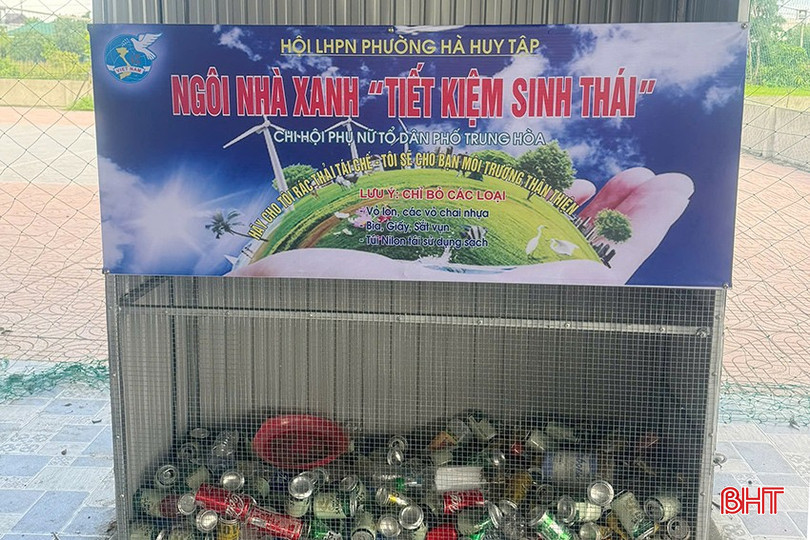 HỘI LHPN PHƯỜNG HÀ HUY TẬP
VIỆT NAM
NGÔI NHÀ XANH “TIẾT KIỆM SINH THÁI”
CHI HỘI PHỤ NỮ TỔ DÂN PHỐ TRUNG HÒA
HÃY CHO TÔI RÁC THẢI TÁI CHẾ - TÔI SẼ CHO BẠN MÔI TRƯỜNG THÂN THIỆN
LƯU Ý: CHỈ BỎ CÁC LOẠI
- Vỏ lon, các vỏ chai nhựa
- Bìa, Giấy, Sắt vụn.
- Túi Nilon tái sử dụng sạch
BHT